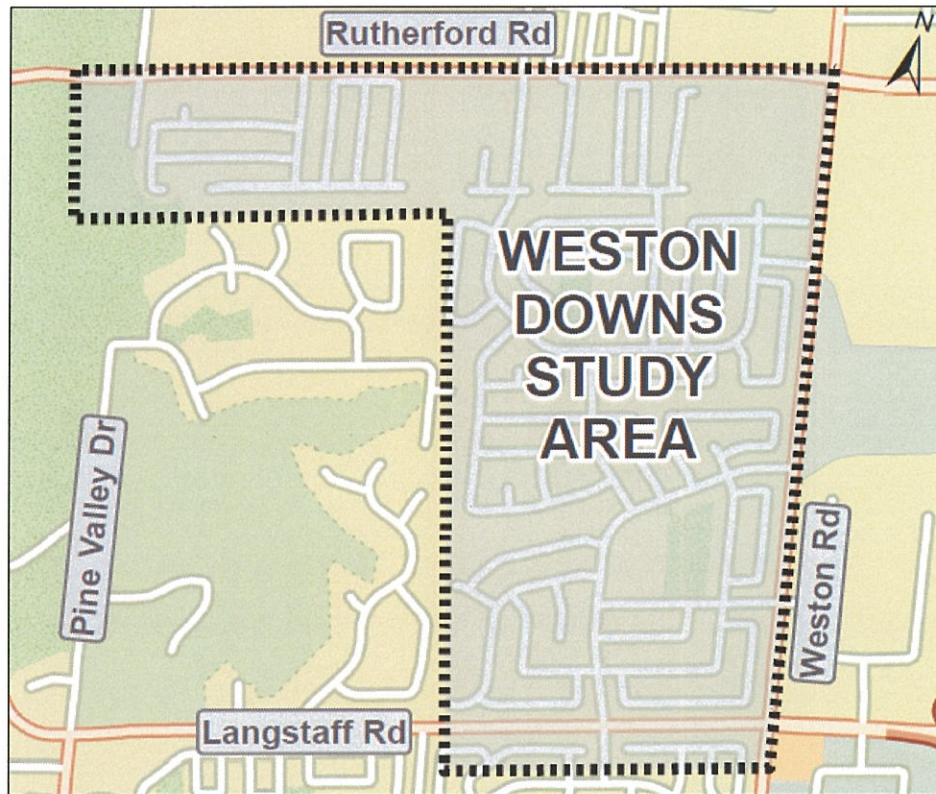 Rutherford Rd
N
WESTON
DOWNS
STUDY
AREA
Pine Valley Dr
Weston Rd
Langstaff Rd